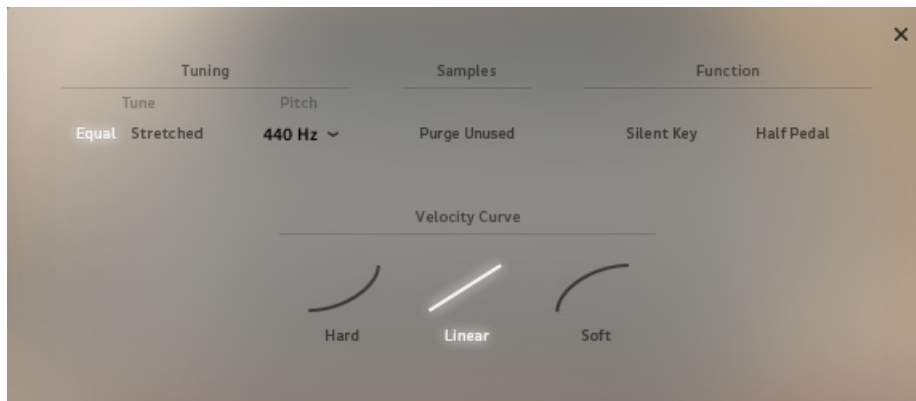 Tuning Samples Function
Tune Pitch
Equal Stretched 440 Hz Purge Unused Silent Key Half Pedal
Velocity Curve
Hard Linear Soft